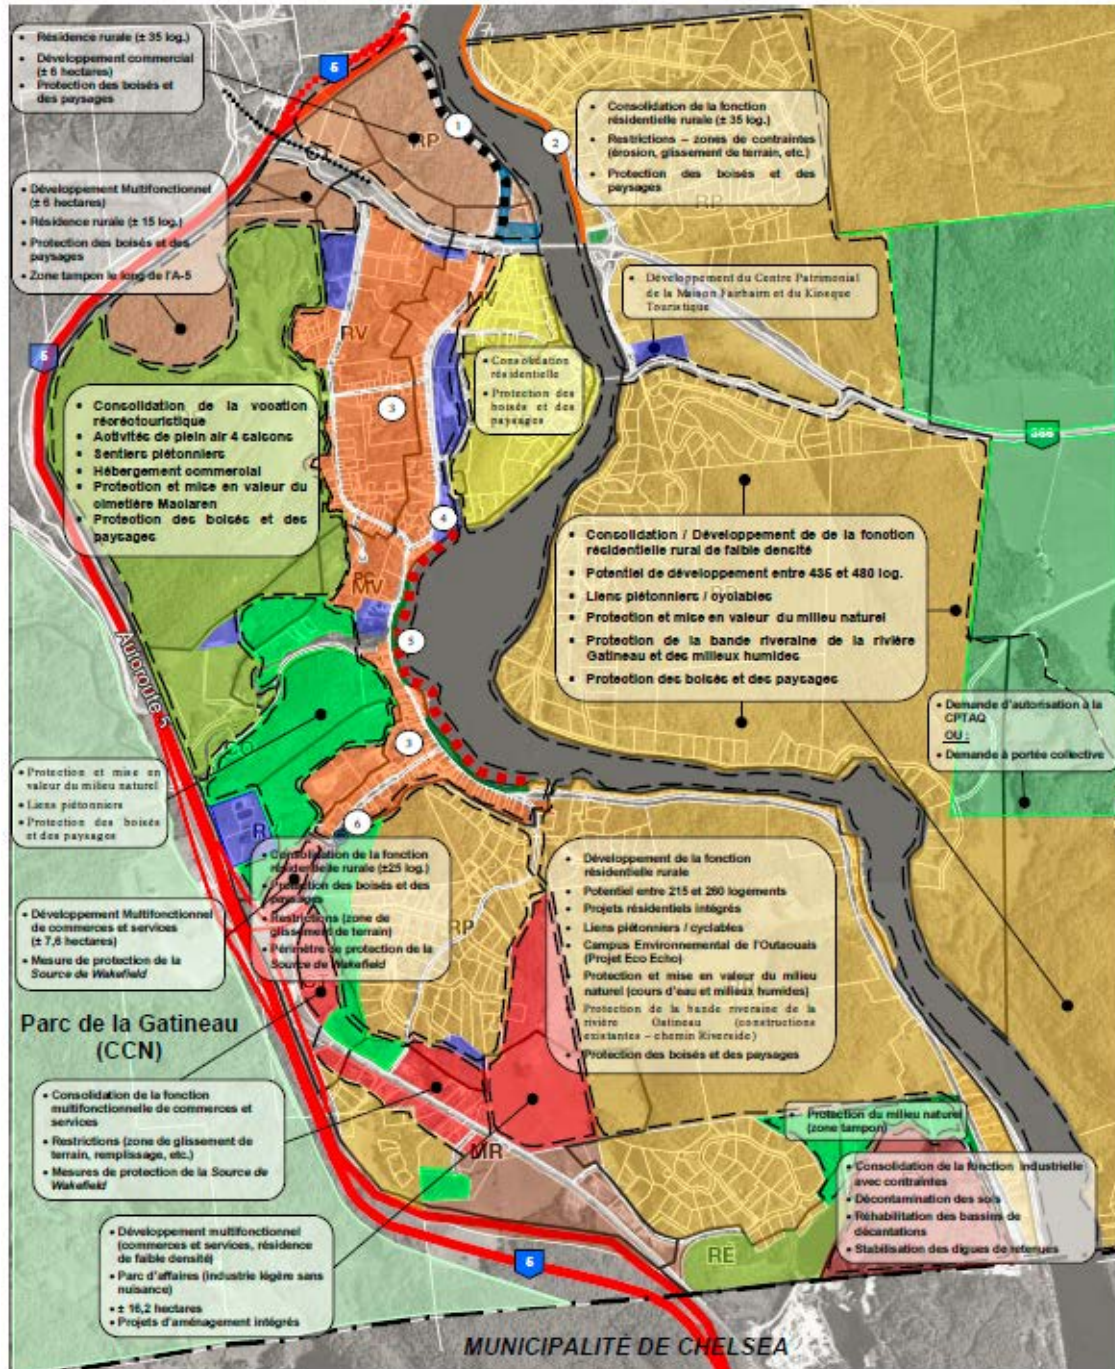 • Résidence rurale (± 35 log.)
• Développement commercial
(± 6 hectares)
• Protection des boisés et
des paysages
5
1
RP
2
• Consolidation de la fonction
résidentielle rurale (± 35 log.)
• Restrictions – zones de contraintes
(érosion, glissement de terrain, etc.)
• Protection des boisés et des
paysages
RP
• Développement Multifonctionnel
(± 6 hectares)
• Résidence rurale (± 15 log.)
• Protection des boisés et des
paysages
• Zone tampon le long de l'A-5
• Développement du Centre Patrimonial
de la Maison Fairbairn et du Kiosque
Touristique
MV
RV
5
• Consolidation
résidentielle
• Protection des
boisés et des
paysages
• Consolidation de la vocation
récréotouristique
• Activités de plein air 4 saisons
• Sentiers piétonniers
• Hébergement commercial
• Protection et mise en valeur du
cimetière Maclaren
• Protection des boisés et des
paysages
3
366
4
• Consolidation / Développement de de la fonction
résidentielle rural de faible densité
• Potentiel de développement entre 435 et 480 log.
• Liens piétonniers / cyclables
• Protection et mise en valeur du milieu naturel
• Protection de la bande riveraine de la rivière
Gatineau et des milieux humides
• Protection des boisés et des paysages
MV
5
Autoroute 5
• Demande d'autorisation à la
CPTAQ
OU :
• Demande à portée collective
3
• Protection et mise en
valeur du milieu naturel
• Liens piétonniers
• Protection des boisés
et des paysages
6
• Consolidation de la fonction
résidentielle rurale (±25 log.)
• Protection des boisés et des
paysages
• Restrictions (zone de
glissement de terrain)
• Périmètre de protection de la
Source de Wakefield
RP
• Développement de la fonction
résidentielle rurale
• Potentiel entre 215 et 260 logements
• Projets résidentiels intégrés
• Liens piétonniers / cyclables
• Campus Environnemental de l'Outaouais
(Projet Eco Echo)
Protection et mise en valeur du milieu
naturel (cours d'eau et milieux humides)
Protection de la bande riveraine de la
rivière Gatineau (constructions
existantes – chemin Riverside)
• Protection des boisés et des paysages
• Développement Multifonctionnel
de commerces et services
(± 7,6 hectares)
• Mesure de protection de la
Source de Wakefield
Parc de la Gatineau
(CCN)
• Consolidation de la fonction
multifonctionnelle de commerces et
services
• Restrictions (zone de glissement de
terrain, remplissage, etc.)
• Mesures de protection de la Source de
Wakefield
MR
• Protection du milieu naturel
(zone tampon)
• Consolidation de la fonction industrielle
avec contraintes
• Décontamination des sols
• Réhabilitation des bassins de
décantations
• Stabilisation des digues de retenues
• Développement multifonctionnel
(commerces et services, résidence
de faible densité)
• Parc d'affaires (industrie légère sans
nuisance)
• ± 16,2 hectares
• Projets d'aménagement intégrés
5
RÉ
MUNICIPALITÉ DE CHELSEA